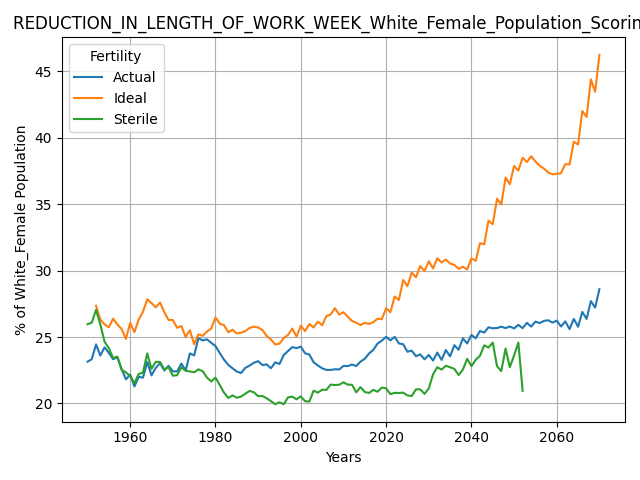 REDUCTION_IN_LENGTH_OF_WORK_WEEK_White_Female_Population_Scorin
Fertility
Actual
Ideal
Sterile
% of White_Female Population
45
40
35
30
25
20
1960
1980
2000
2020
2040
2060
Years